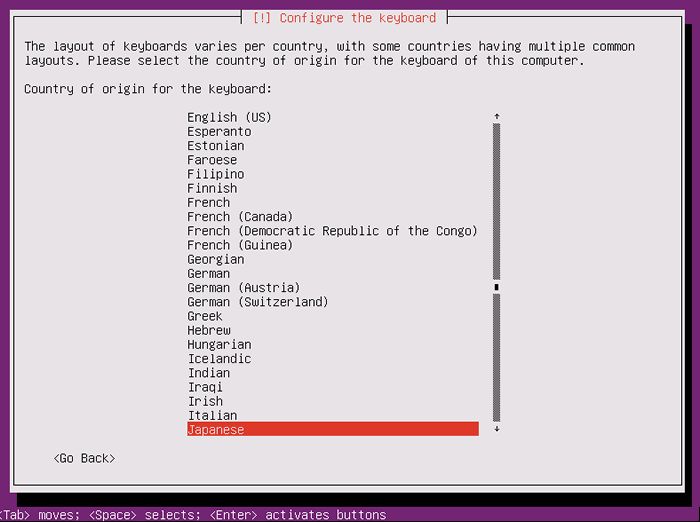 [!] Configure the keyboard
The layout of keyboards varies per country, with some countries having multiple common
layouts. Please select the country of origin for the keyboard of this computer.
Country of origin for the keyboard:
English (US)
Esperanto
Estonian
Faroese
Filipino
Finnish
French
French (Canada)
French (Democratic Republic of the Congo)
French (Guinea)
Georgian
German
German (Austria)
German (Switzerland)
Greek
Hebrew
Hungarian
Icelandic
Indian
Iraqi
Irish
Italian
Japanese
<Go Back>
<Tab> moves; <Space> selects; <Enter> activates buttons